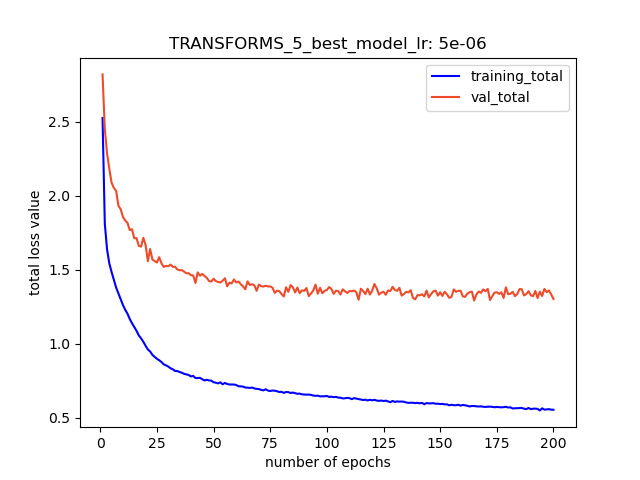 TRANSFORMS_5_best_model_lr: 5e-06
training_total
val_total
total loss value
2.5
2.0
1.5
1.0
0.5
0 25 50 75 100 125 150 175 200
number of epochs